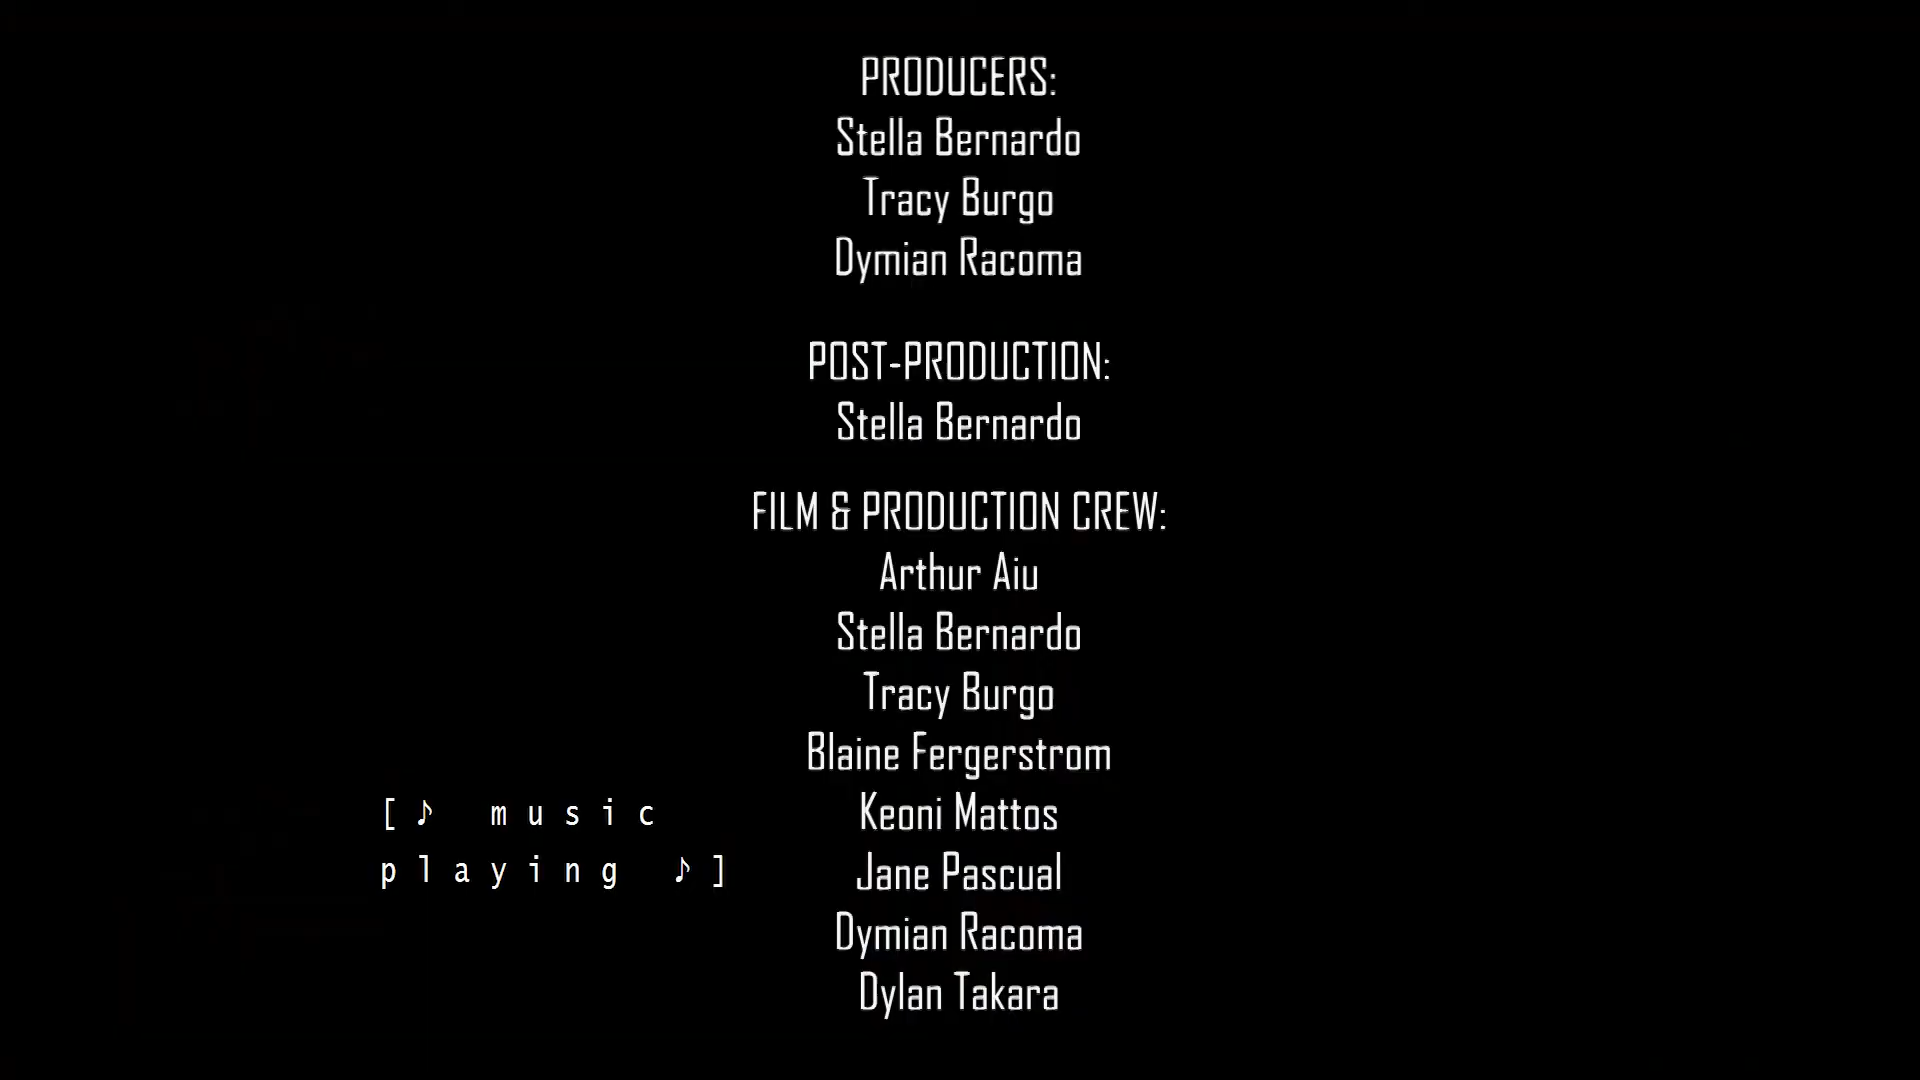 PRODUCERS:
Stella Bernardo
Tracy Burgo
Dymian Racoma
POST-PRODUCTION:
Stella Bernardo
FILM & PRODUCTION CREW:
Arthur Aiu
Stella Bernardo
Tracy Burgo
Blaine Fergerstrom
Keoni Mattos
Jane Pascual
Dymian Racoma
Dylan Takara
[♪ music
playing ♪]